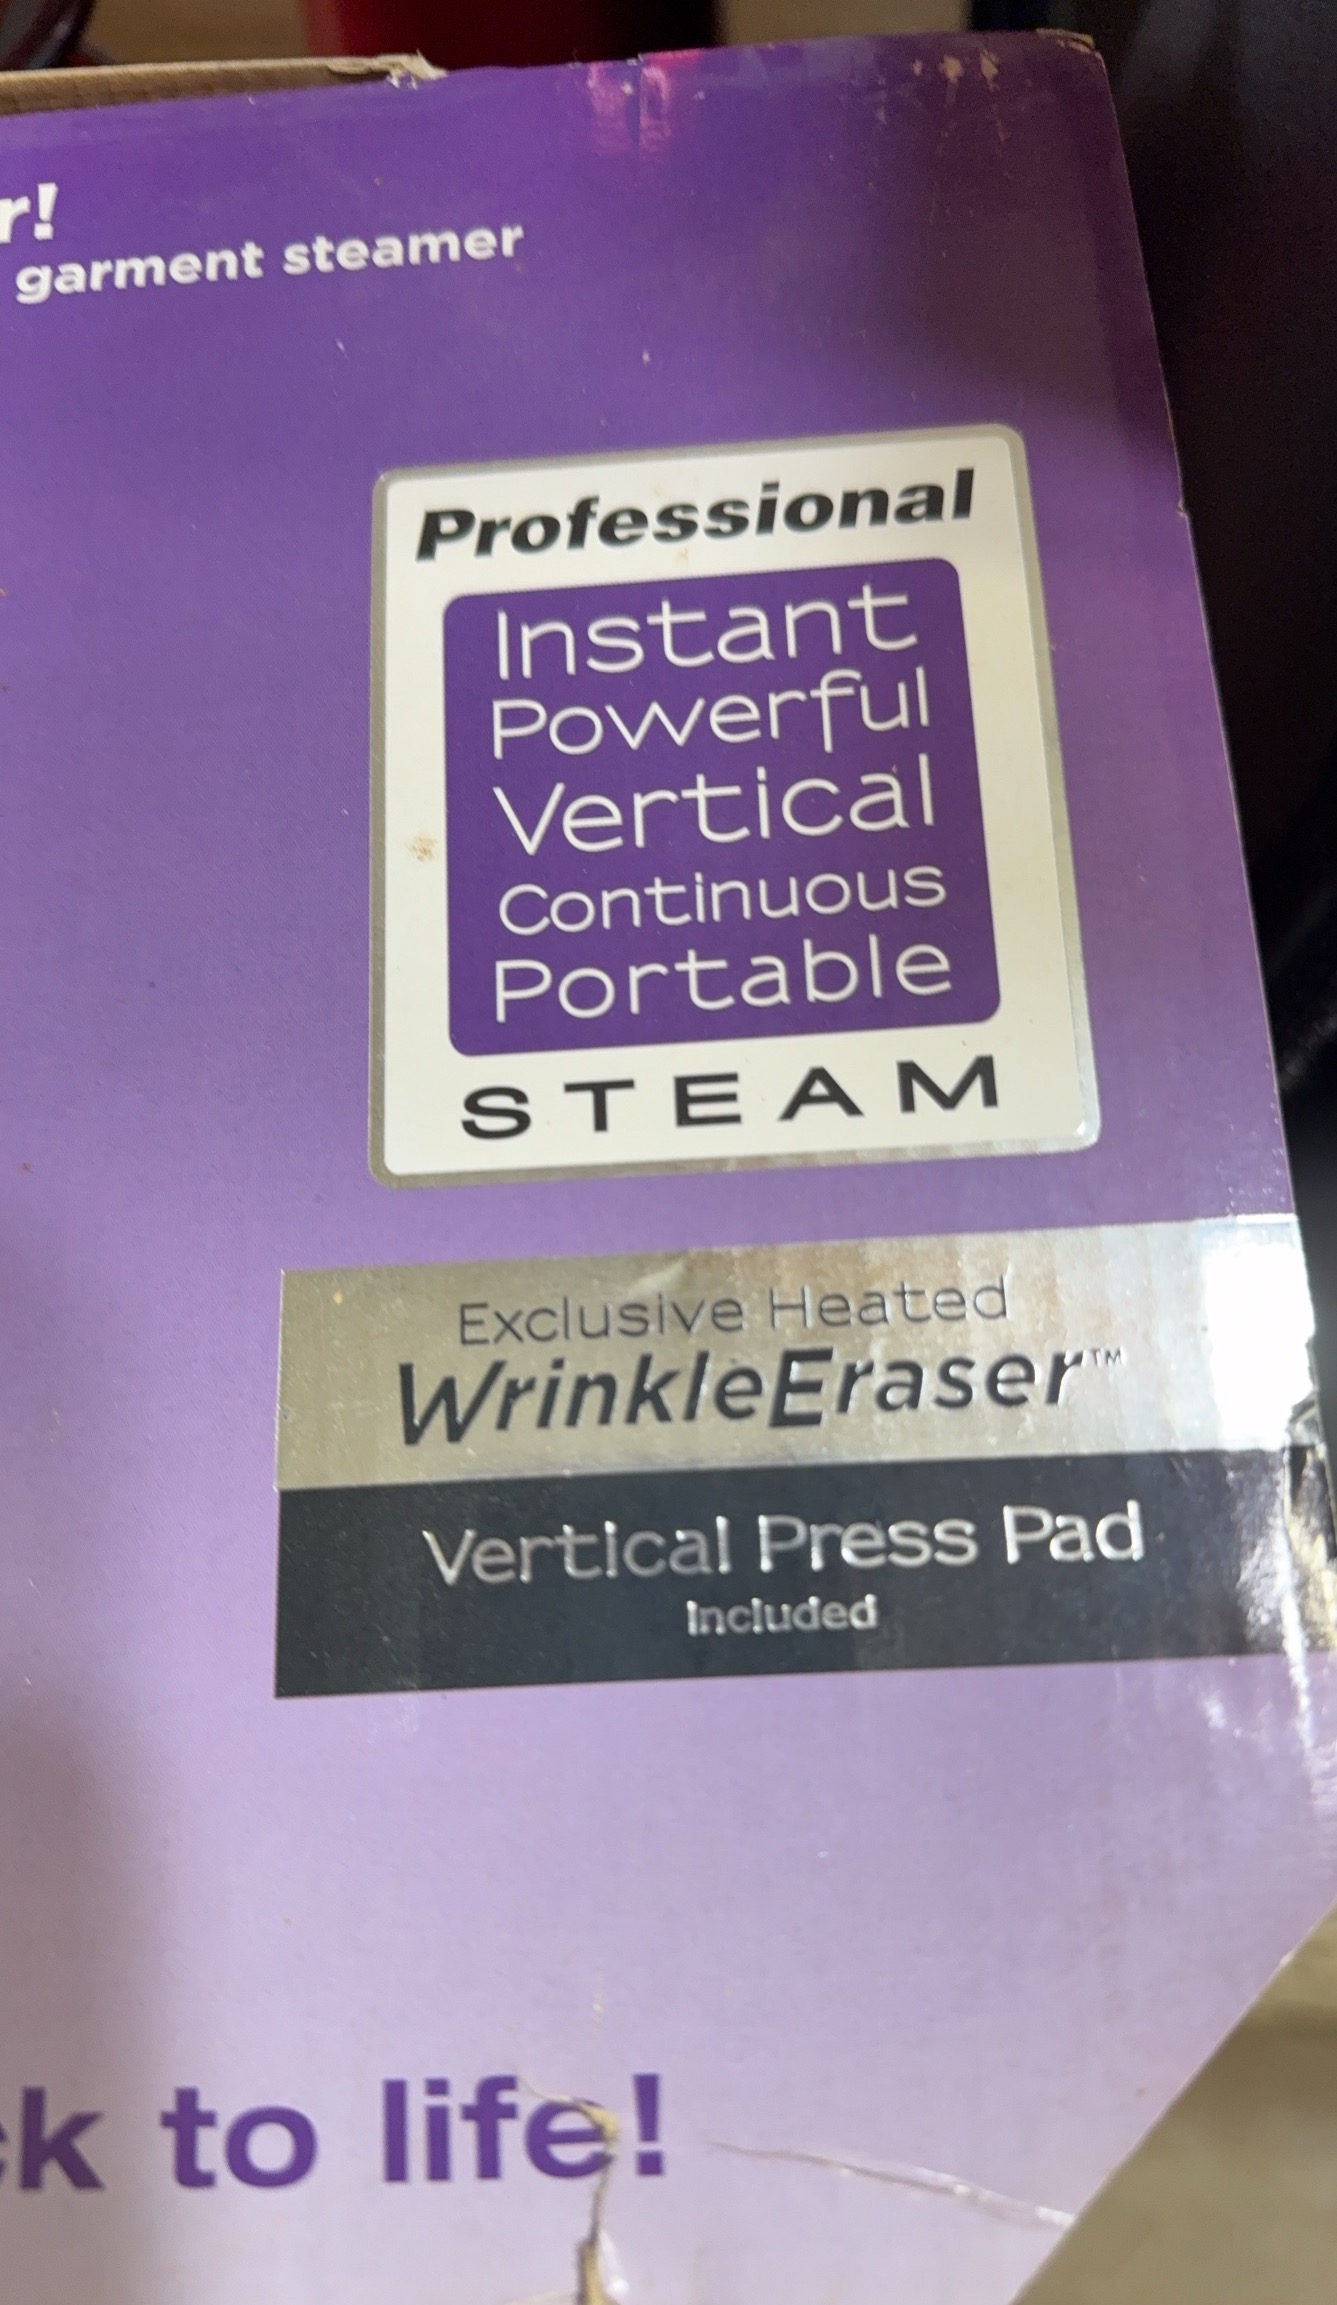 r!
garment steamer
Professional
Instant
Powerful
Vertical
Continuous
Portable
STEAM
Exclusive Heated
WrinkleEraser™
Vertical Press Pad
Included
k to life!